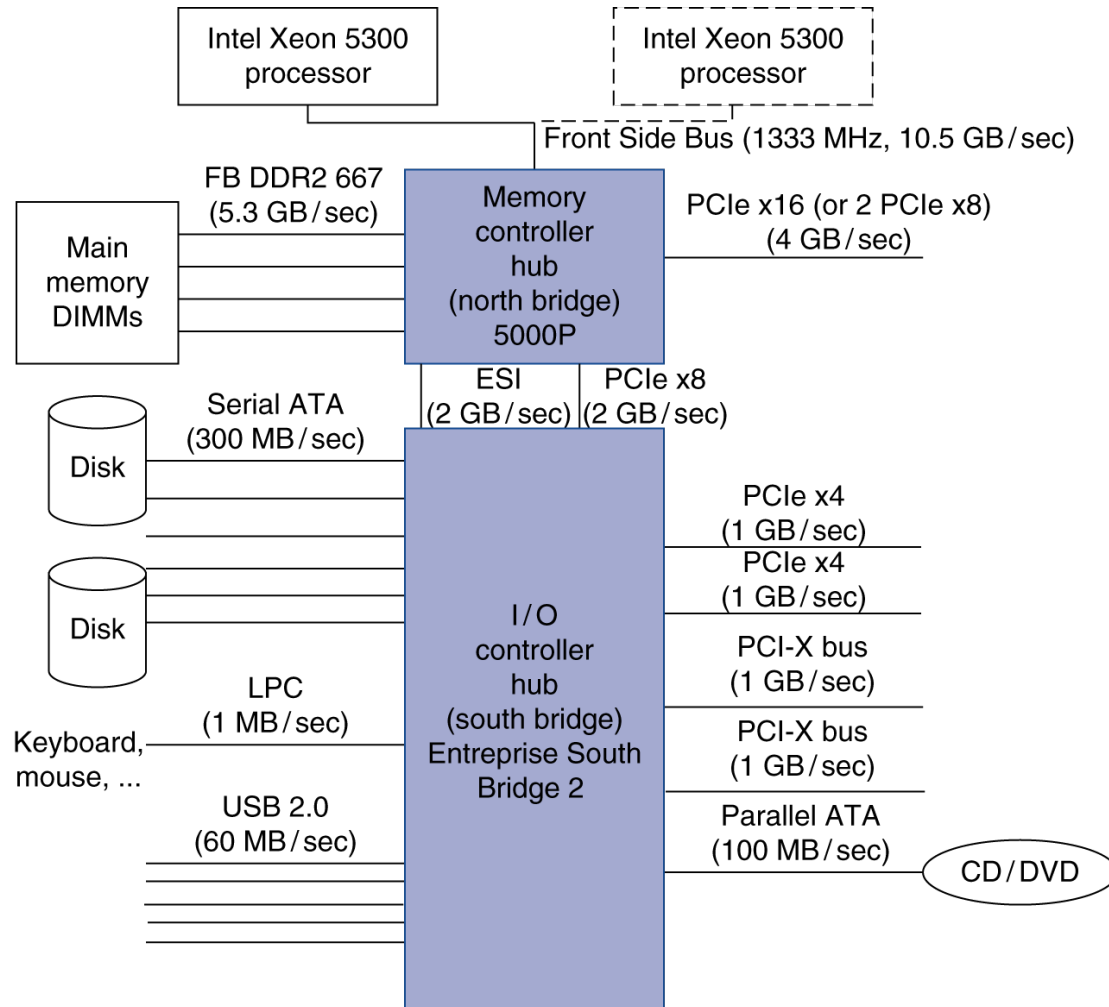 Intel Xeon 5300
processor
Intel Xeon 5300
processor
Front Side Bus (1333 MHz, 10.5 GB/sec)
FB DDR2 667
(5.3 GB/sec)
Main
memory
DIMMs
Memory
controller
hub
(north bridge)
5000P
PCIe x16 (or 2 PCIe x8)
(4 GB/sec)
ESI
(2 GB/sec)
PCIe x8
(2 GB/sec)
Serial ATA
(300 MB/sec)
Disk
Disk
LPC
(1 MB/sec)
Keyboard,
mouse, ...
USB 2.0
(60 MB/sec)
I/O
controller
hub
(south bridge)
Entreprise South
Bridge 2
PCIe x4
(1 GB/sec)
PCIe x4
(1 GB/sec)
PCI-X bus
(1 GB/sec)
PCI-X bus
(1 GB/sec)
Parallel ATA
(100 MB/sec)
CD/DVD